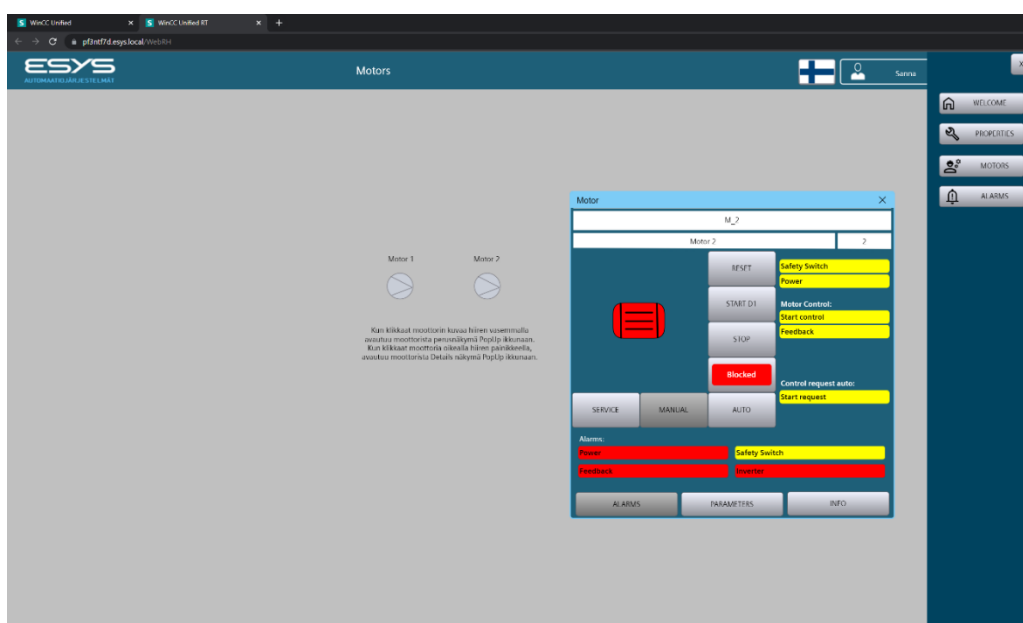 WinCC Unified
WinCC Unified RT
pf3ntf7d.esys.local/WebRH
ESYS
AUTOMAATIOJÄRJESTELMÄT
Motors
Sanna
X
WELCOME
PROPERTIES
MOTORS
ALARMS
Motor 1
Motor 2
Kun klikkaat moottorin kuvaa hiiren vasemmalla
avautuu moottorista perusnäkymä PopUp ikkunaan.
Kun klikkaat moottoria oikealla hiiren painikkeella,
avautuu moottorista Details näkymä PopUp ikkunaan.
Motor
M_2
Motor 2
2
RESET
START D1
STOP
Blocked
SERVICE
MANUAL
AUTO
Safety Switch
Power
Motor Control:
Start control
Feedback
Control request auto:
Start request
Alarms:
Power
Safety Switch
Feedback
Inverter
ALARMS
PARAMETERS
INFO